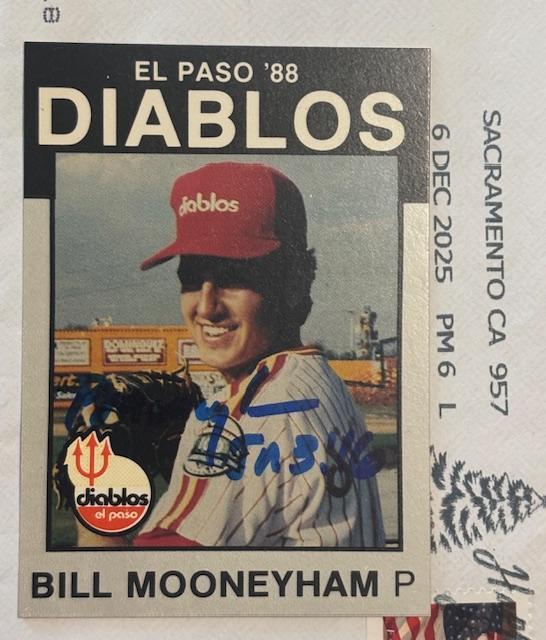 EL PASO '88
DIABLOS
diablos
diablos
el paso
BILL MOONEYHAM P
SACRAMENTO CA 957
6 DEC 2025 PM 6 L